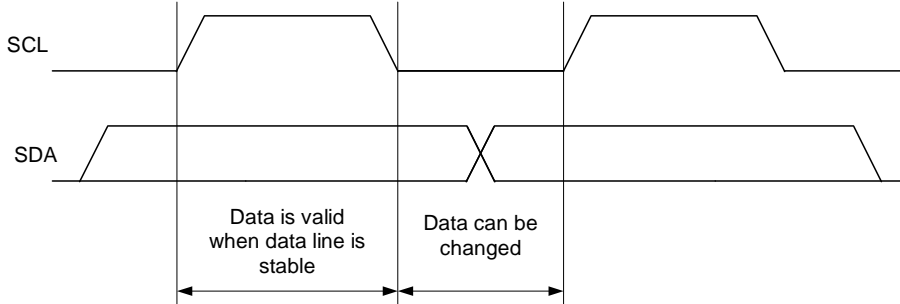 SCL
SDA
Data is valid
when data line is
stable
Data can be
changed